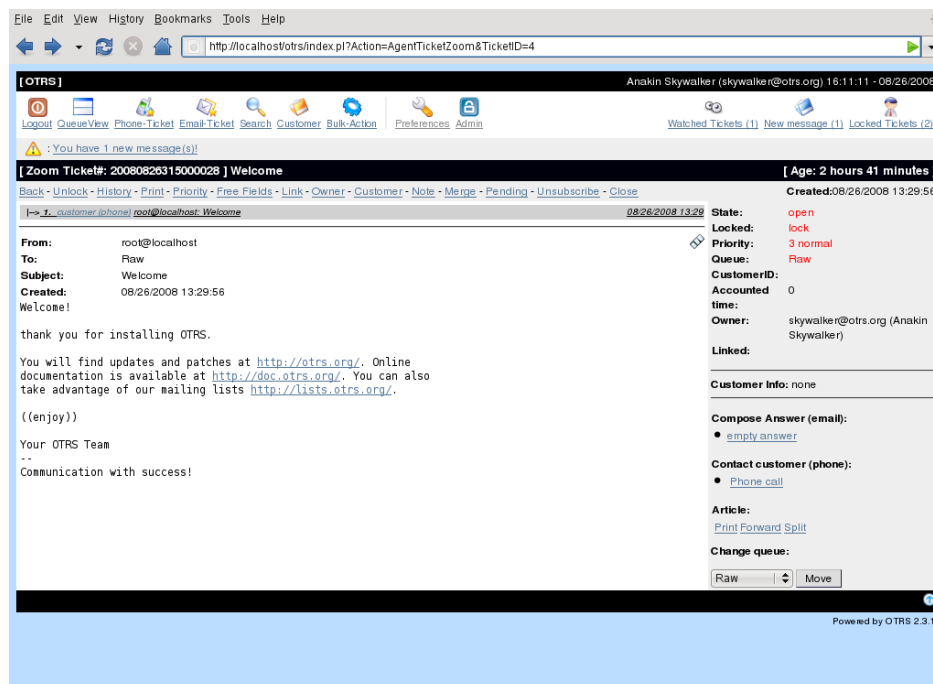 File Edit View History Bookmarks Tools Help
http://localhost/otrs/index.pl?Action=AgentTicketZoom&TicketID=4
[ OTRS ] Anakin Skywalker (skywalker@otrs.org) 16:11:11 - 08/26/2008
Logout QueueView Phone-Ticket Email-Ticket Search Customer Bulk-Action Preferences Admin Watched Tickets (1) New message (1) Locked Tickets (2)
: You have 1 new message(s)!
[ Zoom Ticket#: 2008082615000028 ] Welcome [ Age: 2 hours 41 minutes
Back - Unlock - History - Print - Priority - Free Fields - Link - Owner - Customer - Note - Merge - Pending - Unsubscribe - Close Created:08/26/2008 13:29:56
|--> 1. customer (phone) root@localhost: Welcome 08/26/2008 13:29
From: root@localhost
To: Raw
Subject: Welcome
Created: 08/26/2008 13:29:56
Welcome!
thank you for installing OTRS.
You will find updates and patches at http://otrs.org/. Online
documentation is available at http://doc.otrs.org/. You can also
take advantage of our mailing lists http://lists.otrs.org/.
((enjoy))
Your OTRS Team
--
Communication with success!
State: open
Locked: lock
Priority: 3 normal
Queue: Raw
CustomerID:
Accounted 0
time:
Owner: skywalker@otrs.org (Anakin
Skywalker)
Linked:
Customer Info: none
Compose Answer (email):
empty answer
Contact customer (phone):
Phone call
Article:
Print Forward Split
Change queue:
Raw Move
Powered by OTRS 2.3.1